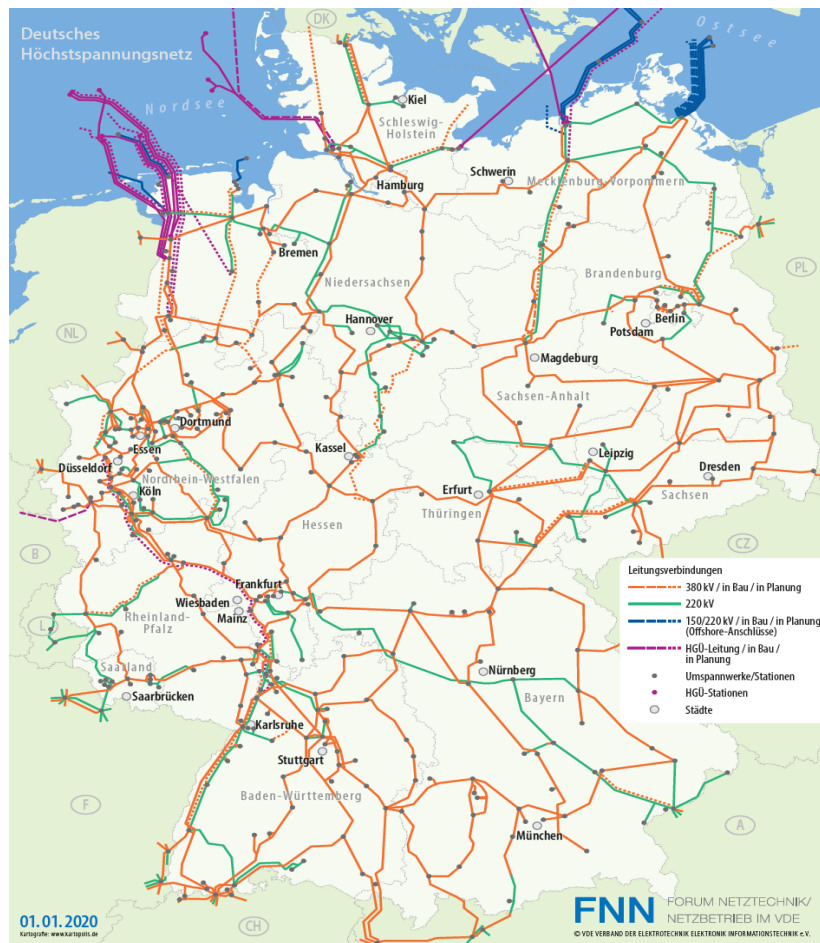 Deutsches
Höchstspannungsnetz
DK
Ostsee
Nordsee
Kiel
Schleswig-
Holstein
Hamburg
Schwerin
Mecklenburg-Vorpommern
Bremen
Niedersachsen
Brandenburg
PL
Hannover
Berlin
Potsdam
NL
Magdeburg
Sachsen-Anhalt
Dortmund
Essen
Kassel
Leipzig
Düsseldorf
Nordrhein-Westfalen
Dresden
Köln
Erfurt
Sachsen
Thüringen
Hessen
B
CZ
Frankfurt
Wiesbaden
Mainz
Rheinland-
Pfalz
L
Saarland
Saarbrücken
Nürnberg
Bayern
Karlsruhe
Stuttgart
Baden-Württemberg
F
München
A
CH
Leitungsverbindungen
380 kV / in Bau / in Planung
220 kV
150/220 kV / in Bau / in Planung
(Offshore-Anschlüsse)
HGÜ-Leitung / in Bau /
in Planung
Umspannwerke/Stationen
HGÜ-Stationen
Städte
01.01.2020
Kartografie: www.kartopolis.de
FNN
FORUM NETZTECHNIK/
NETZBETRIEB IM VDE
© VDE VERBAND DER ELEKTROTECHNIK ELEKTRONIK INFORMATIONSTECHNIK e.V.